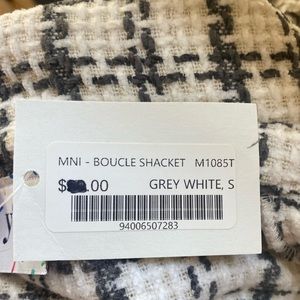 MNI - BOUCLE SHACKET M1085T
.00 GREY WHITE, S
94006507283